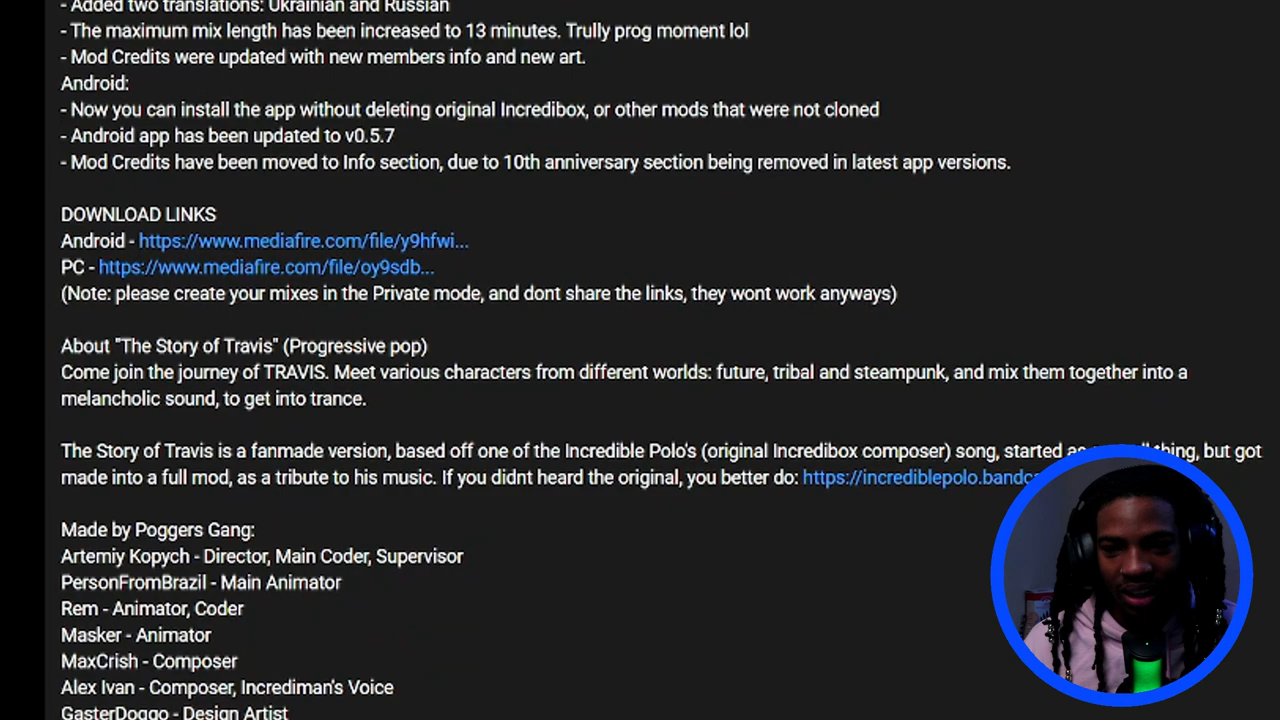 - Added two translations: Ukrainian and Russian
- The maximum mix length has been increased to 13 minutes. Trully prog moment lol
- Mod Credits were updated with new members info and new art.
Android:
- Now you can install the app without deleting original Incredibox, or other mods that were not cloned
- Android app has been updated to v0.5.7
- Mod Credits have been moved to Info section, due to 10th anniversary section being removed in latest app versions.
DOWNLOAD LINKS
Android - https://www.mediafire.com/file/y9hfwi...
PC - https://www.mediafire.com/file/oy9sdb...
(Note: please create your mixes in the Private mode, and dont share the links, they wont work anyways)
About "The Story of Travis" (Progressive pop)
Come join the journey of TRAVIS. Meet various characters from different worlds: future, tribal and steampunk, and mix them together into a
melancholic sound, to get into trance.
The Story of Travis is a fanmade version, based off one of the Incredible Polo's (original Incredibox composer) song, started as thing, but got
made into a full mod, as a tribute to his music. If you didnt heard the original, you better do: https://incrediblepolo.bandc
Made by Poggers Gang:
Artemiy Kopych - Director, Main Coder, Supervisor
PersonFromBrazil - Main Animator
Rem - Animator, Coder
Masker - Animator
MaxCrish - Composer
Alex Ivan - Composer, Incrediman's Voice
GasterDoggo - Design Artist